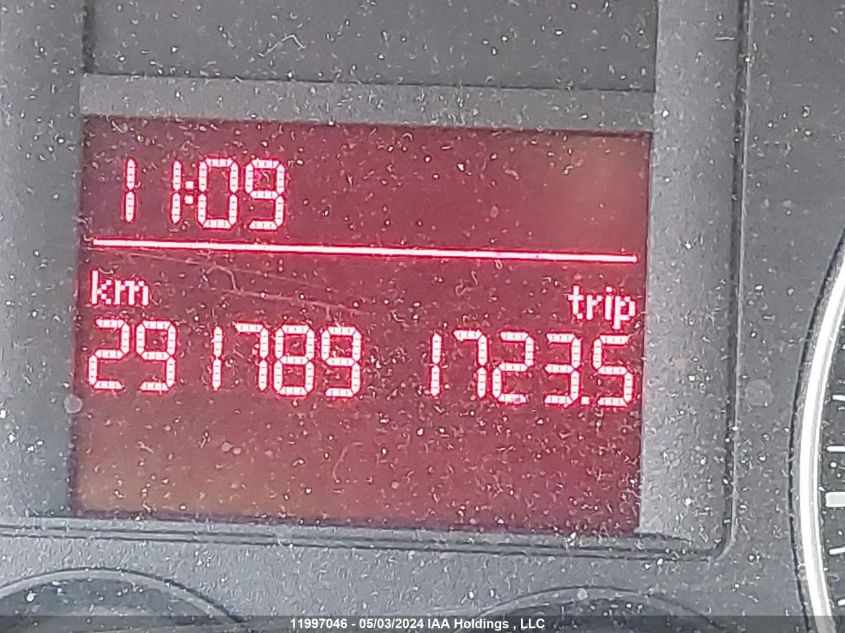 11:09
km trip
291789 1723.5
11997046 - 05/03/2024 IAA Holdings , LLC